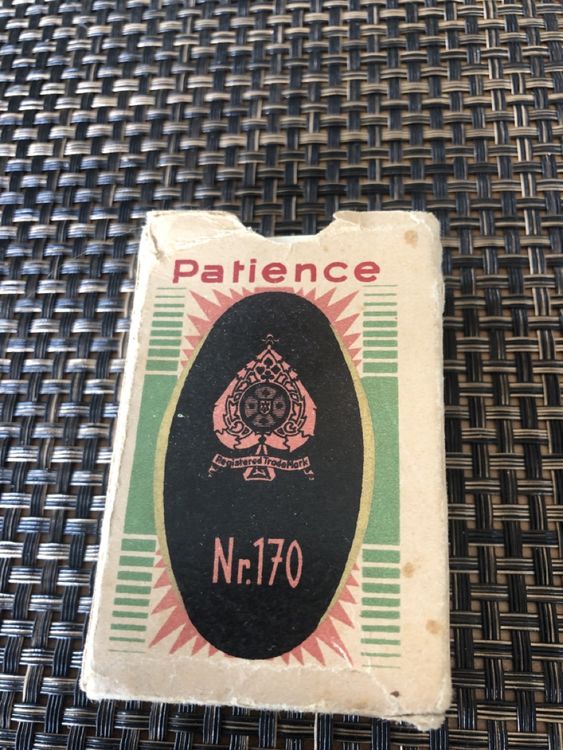 Patience
Registered Trade Mark
Nr. 170